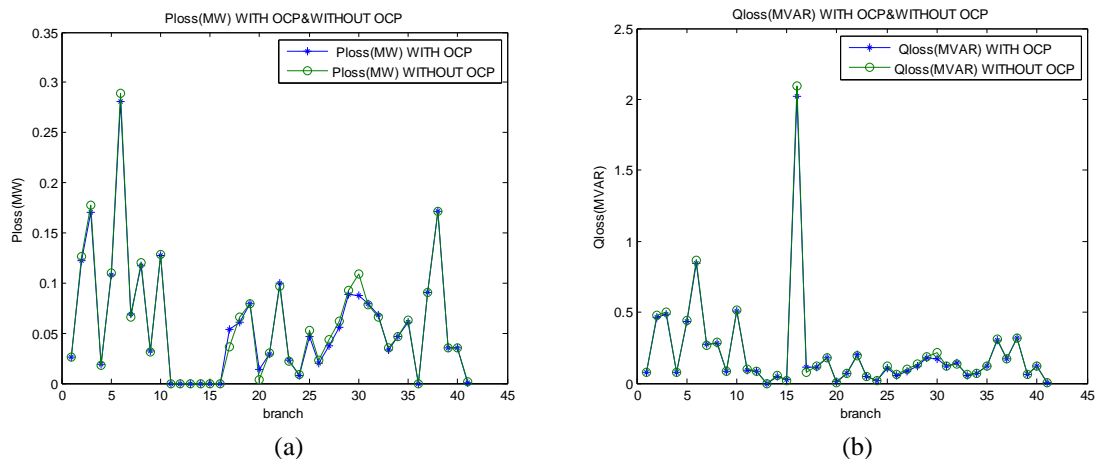 Ploss(MW) WITH OCP&WITHOUT OCP
0.35
0.3
0.25
0.2
0.15
0.1
0.05
0
Ploss(MW)
Ploss(MW) WITH OCP
Ploss(MW) WITHOUT OCP
0 5 10 15 20 25 30 35 40 45
branch
(a)
Qloss(MVAR) WITH OCP&WITHOUT OCP
2.5
2
1.5
1
0.5
0
Qloss(MVAR)
Qloss(MVAR) WITH OCP
Qloss(MVAR) WITHOUT OCP
0 5 10 15 20 25 30 35 40 45
branch
(b)